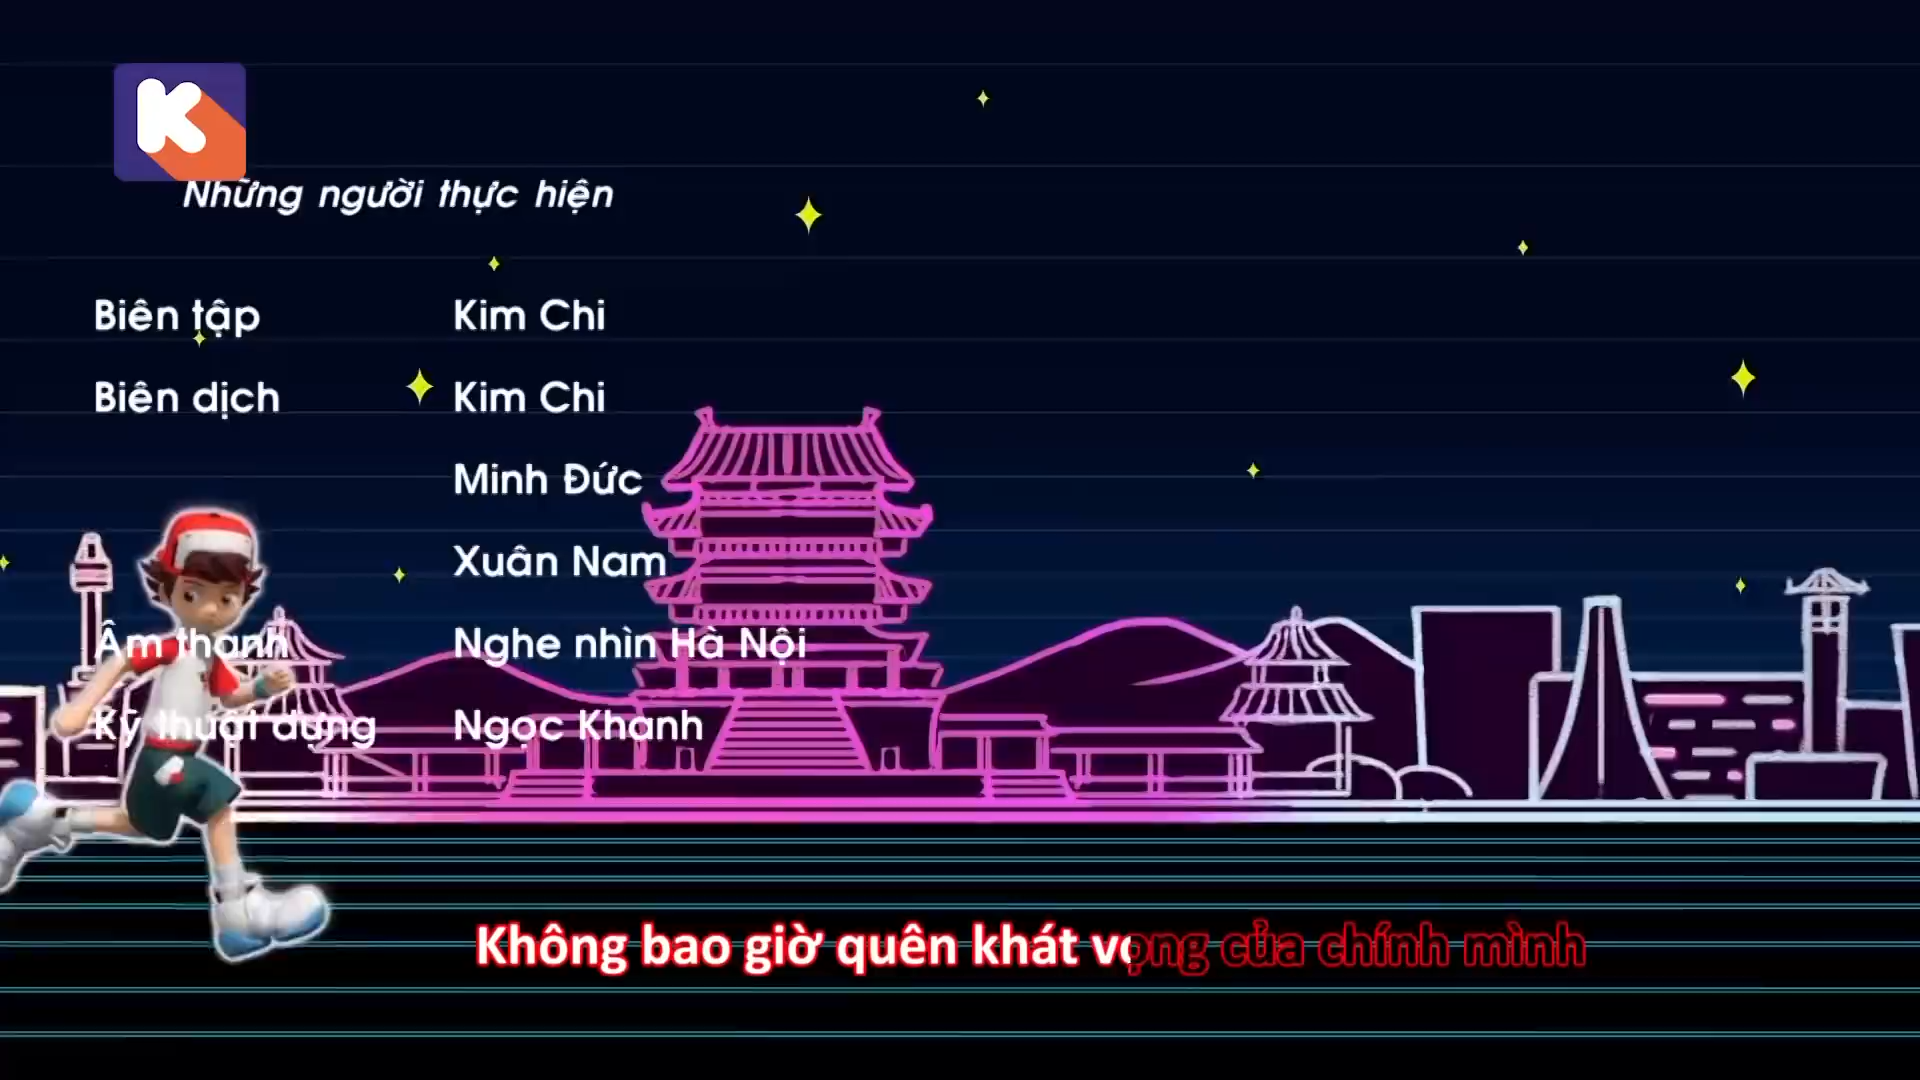 K
Những người thực hiện
Biên tập Kim Chi
Biên dịch Kim Chi
Minh Đức
Xuân Nam
Âm thanh Nghe nhìn Hà Nội
Kỹ thuật dựng Ngọc Khanh
Không bao giờ quên khát vọng của chính mình